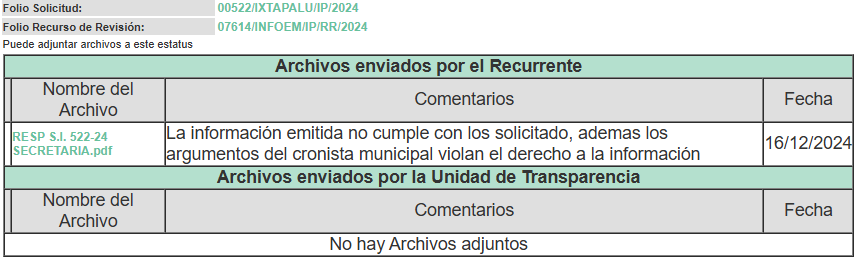 Folio Solicitud: 00522/IXTAPALU/IP/2024
Folio Recurso de Revisión: 07614/INFOEM/IP/RR/2024
Puede adjuntar archivos a este estatus
Archivos enviados por el Recurrente
Nombre del Archivo Comentarios Fecha
RESP S.I. 522-24 SECRETARIA.pdf
La información emitida no cumple con los solicitado, ademas los
argumentos del cronista municipal violan el derecho a la información
16/12/2024
Archivos enviados por la Unidad de Transparencia
Nombre del Archivo Comentarios Fecha
No hay Archivos adjuntos